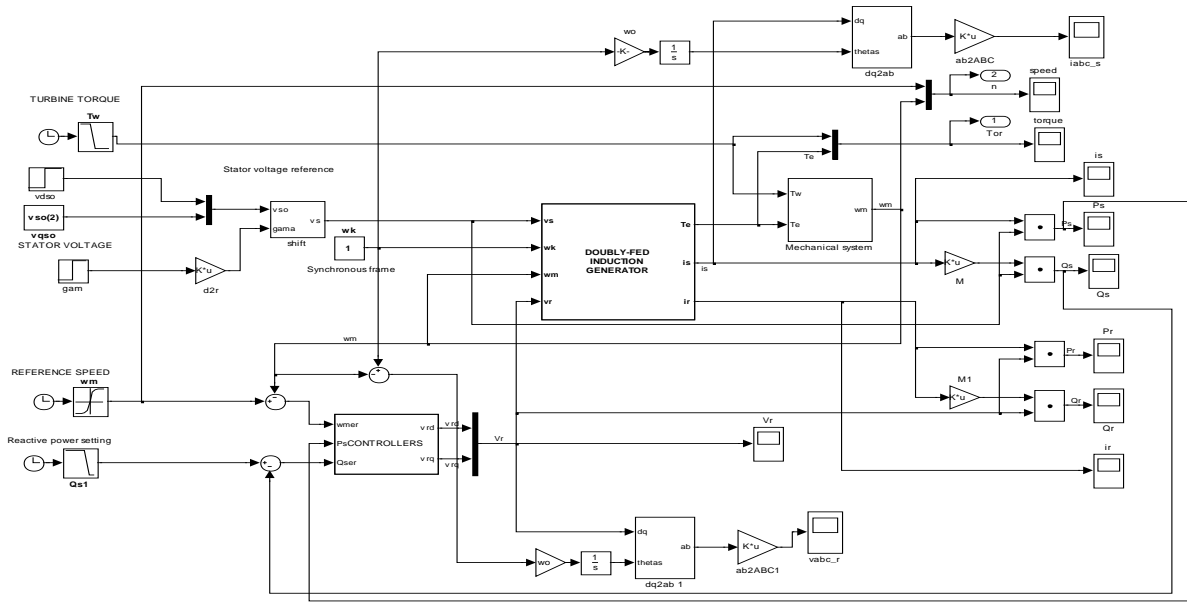 wo
-K-
1
s
dq
thetas
ab
dq2ab
K*u
ab2ABC
iabc_s
speed
2
n
TURBINE TORQUE
Tw
1
Tor
torque
Te
Stator voltage reference
vdso
vso(2)
vqso
STATOR VOLTAGE
vso
gama
vs
shift
wk
1
Synchronous frame
gam
K*u
d2r
vs
wk
wm
vr
DOUBLY-FED
INDUCTION
GENERATOR
Te
is
ir
is
Tw
Te
wm
wm
Mechanical system
is
Ps
Ps
K*u
M
Qs
Qs
wm
Pr
Pr
M1
K*u
Qr
Qr
ir
REFERENCE SPEED
wm
Reactive power setting
Qs1
wmer
PsCONTROLLERS
Qser
vrd
vrq
vrd
vrq
Vr
Vr
wo
1
s
dq
thetas
ab
dq2ab 1
K*u
ab2ABC1
vabc_r